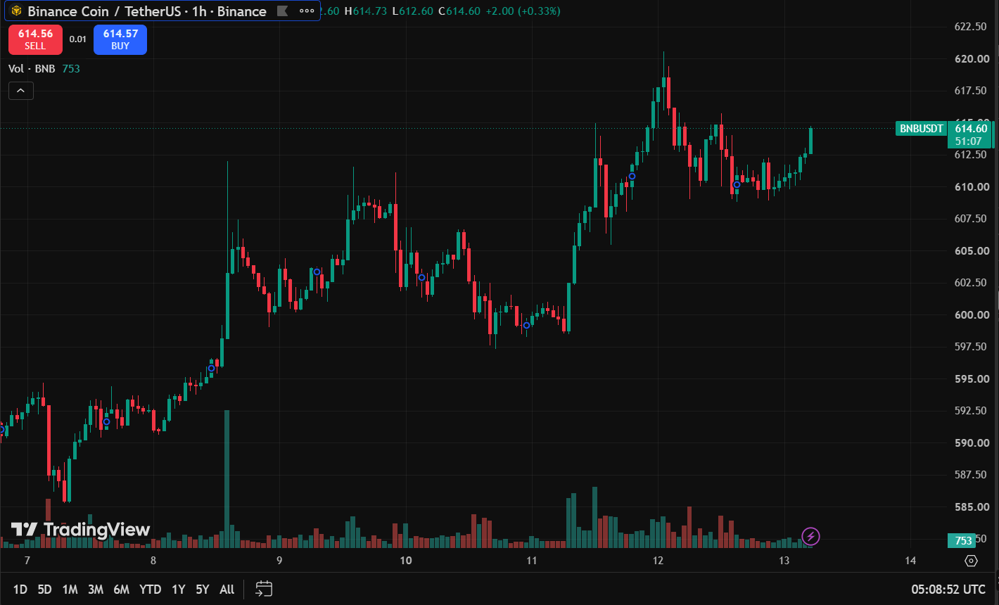 Binance Coin / TetherUS · 1h · Binance H614.73 L612.60 C614.60 +2.00 (+0.33%)
614.56 SELL
0.01
614.57 BUY
Vol · BNB 753
622.50
620.00
617.50
BNBUSDT 614.60
51:07
612.50
610.00
607.50
605.00
602.50
600.00
597.50
595.00
592.50
590.00
587.50
585.00
TradingView
753
7 8 9 10 11 12 13 14
1D 5D 1M 3M 6M YTD 1Y 5Y All
05:08:52 UTC